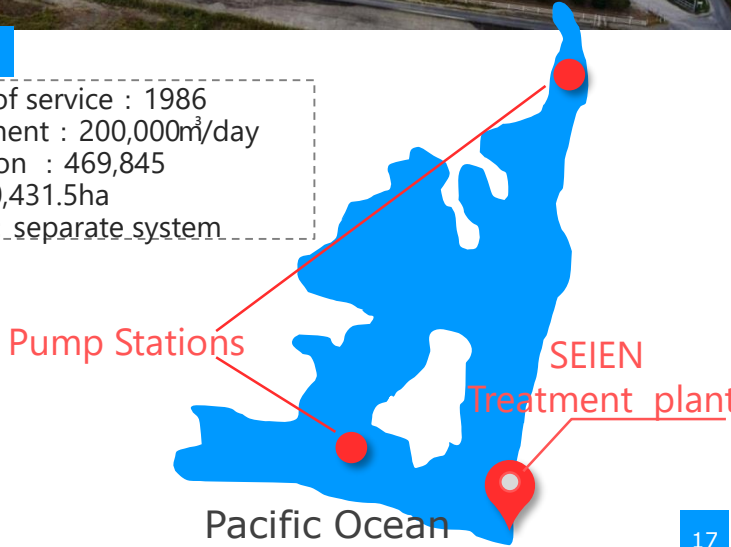 of service : 1986
ment : 200,000㎥/day
on : 469,845
,431.5ha
separate system
Pump Stations
SEIEN
Treatment plant
Pacific Ocean
17